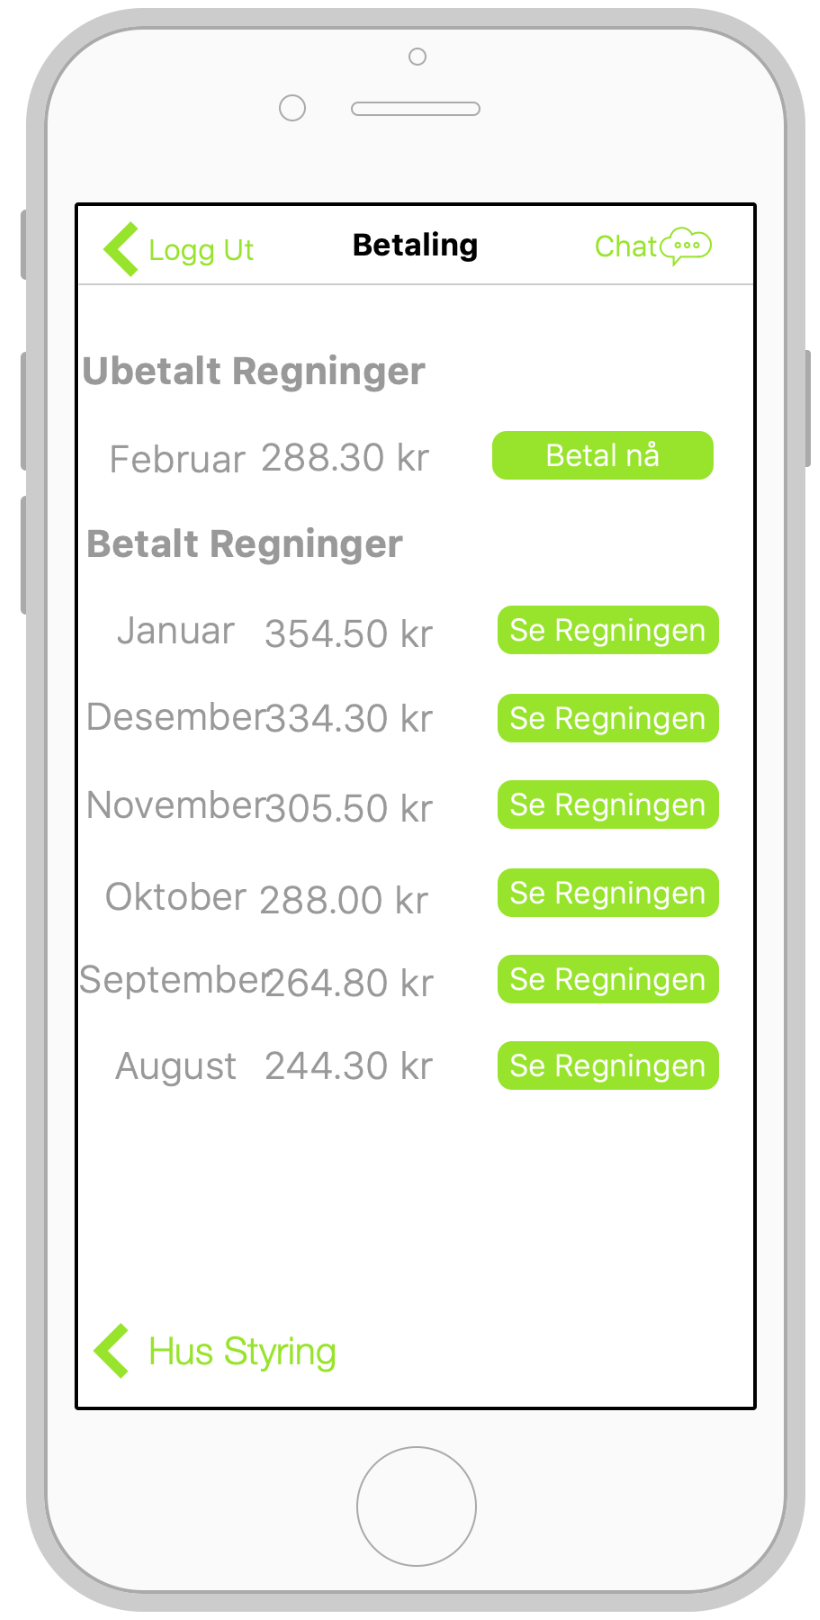 Logg Ut Betaling Chat
Ubetalt Regninger
Februar 288.30 kr Betal nå
Betalt Regninger
Januar 354.50 kr Se Regningen
Desember 334.30 kr Se Regningen
November 305.50 kr Se Regningen
Oktober 288.00 kr Se Regningen
September 264.80 kr Se Regningen
August 244.30 kr Se Regningen
Hus Styring